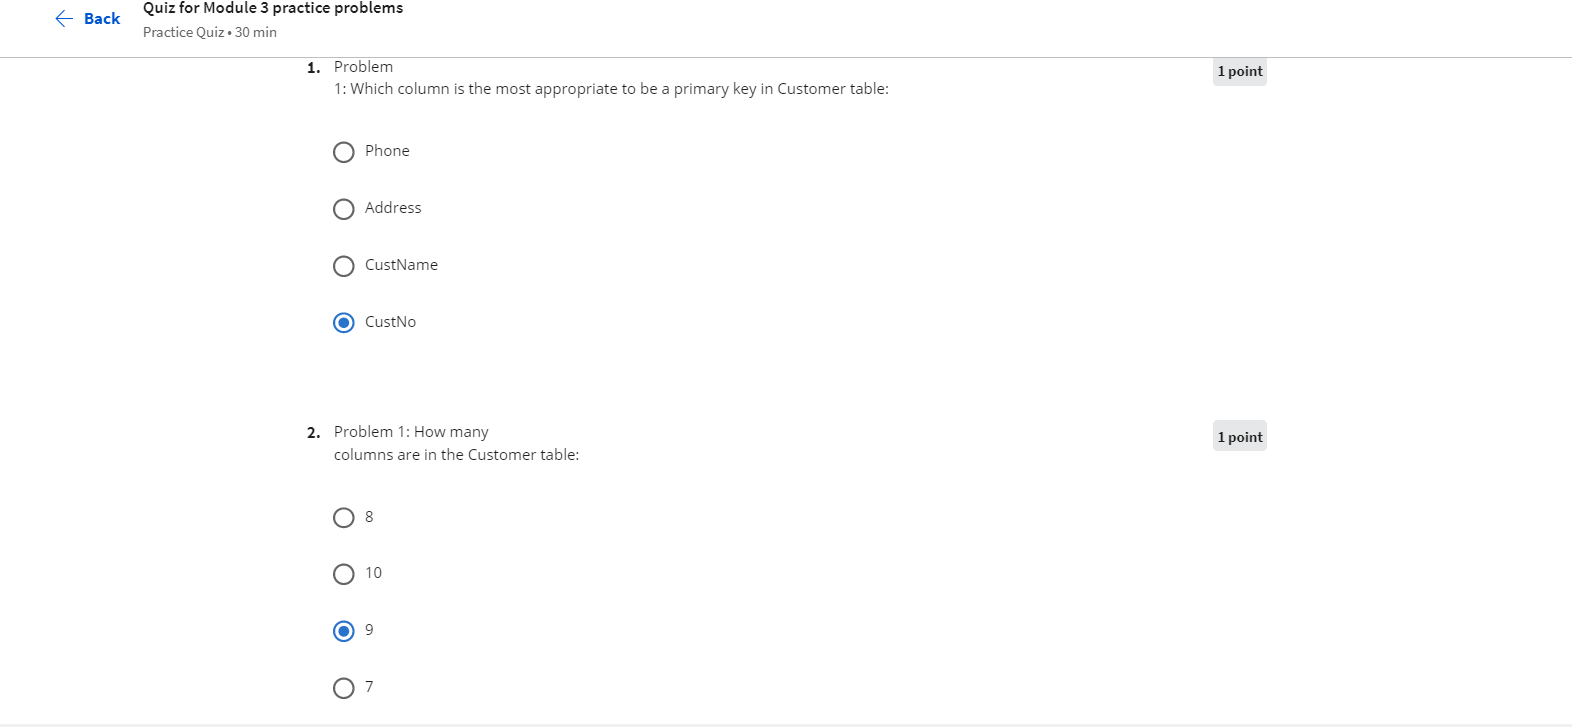 Back
Quiz for Module 3 practice problems
Practice Quiz • 30 min
1. Problem
1: Which column is the most appropriate to be a primary key in Customer table:
1 point
Phone
Address
CustName
CustNo
2. Problem 1: How many
columns are in the Customer table:
1 point
8
10
9
7